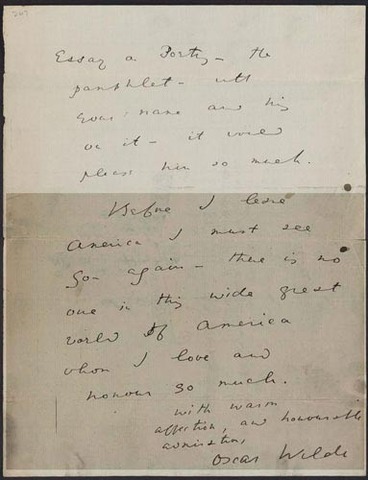 Essay on Poetry – the
pamphlet – with
your name and his
on it – it would
please him so much.
Before I leave
America I must see
you again – there is no
one in this wide great
world of America
whom I love and
honour so much.
With warm
affection, and honourable
admiration,
Oscar Wilde